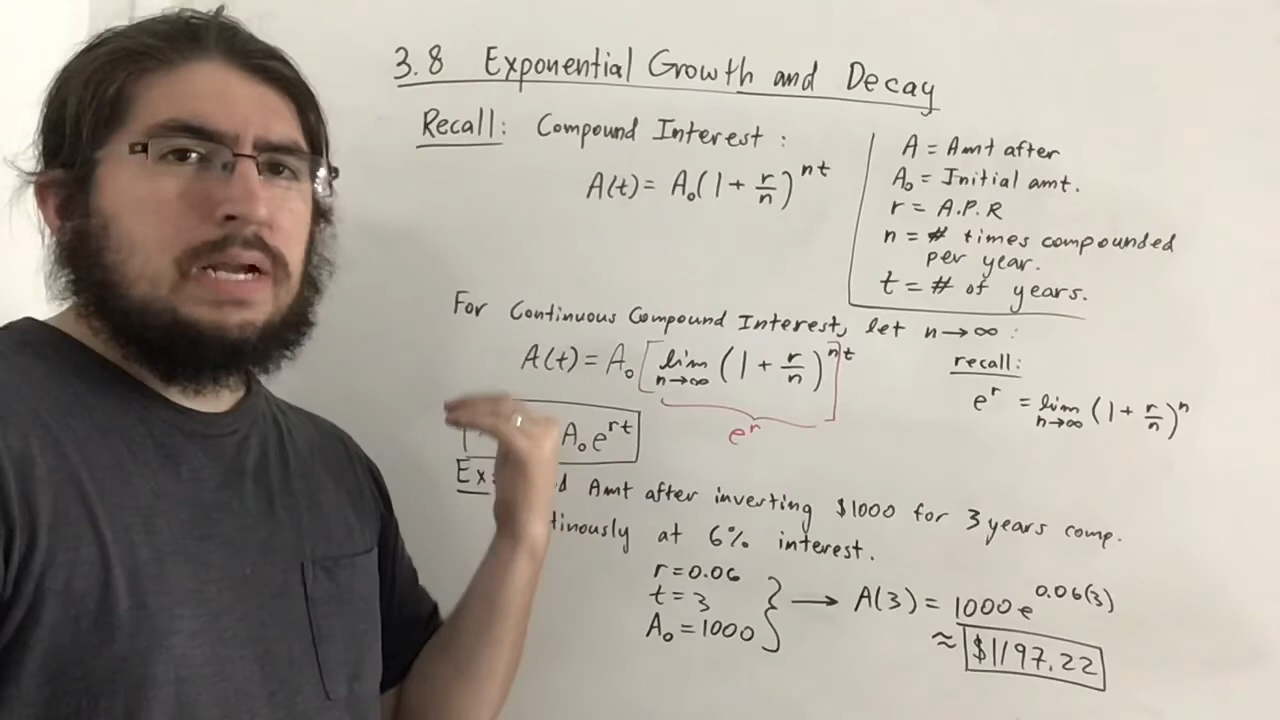 3.8 Exponential Growth and Decay
Recall: Compound Interest:
A(t) = A₀(1 + r/n)^nt
A = Amt after
A₀ = Initial amt.
r = A.P.R
n = # times compounded
per year.
t = # of years.
For Continuous Compound Interest, let n→∞:
A(t) = A₀[lim n→∞ (1 + r/n)^n]^t
e^r
recall:
e^r = lim n→∞ (1 + r/n)^n
A₀e^rt
Ex: Amt after investing $1000 for 3 years comp.
at 6% interest.
r = 0.06
t = 3
A₀ = 1000
→ A(3) = 1000e^0.06(3)
≈ $1197.22